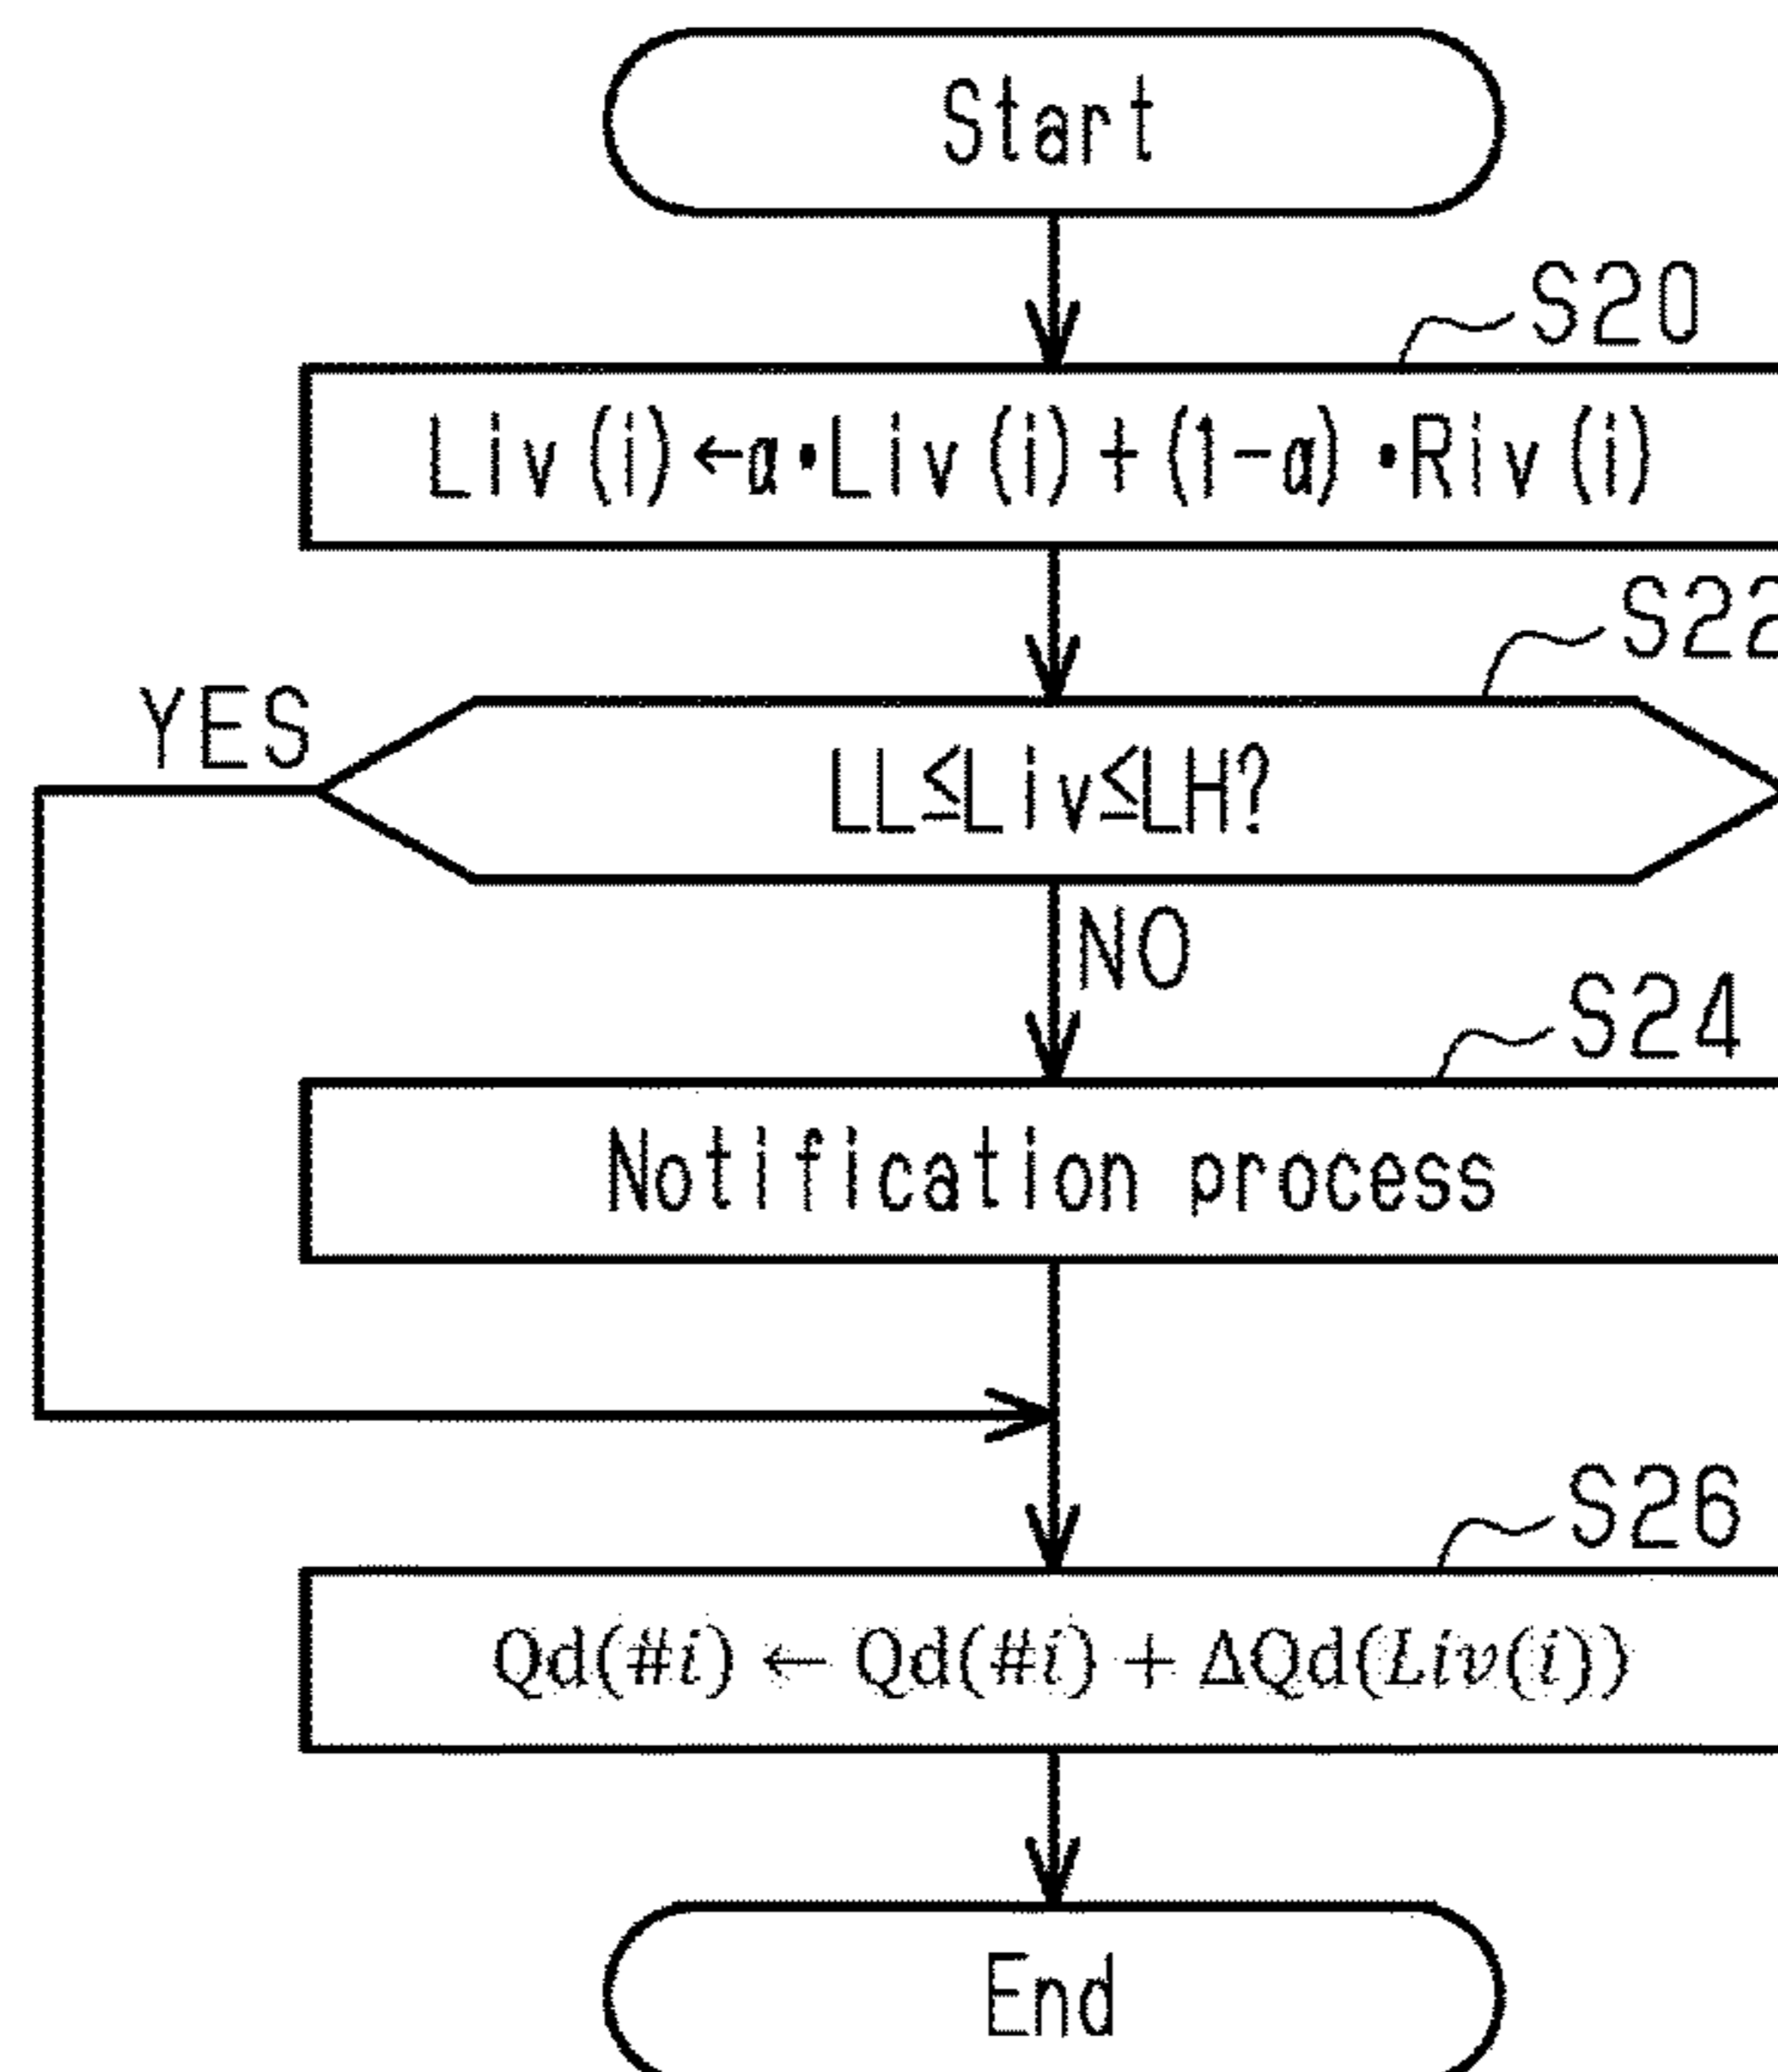 Start
S20
Liv(i)←α•Liv(i)+(1-α)•Riv(i)
S22
YES
LL≦Liv≦LH?
NO
S24
Notification process
S26
Qd(#i) ← Qd(#i) + ΔQd(Liv(i))
End